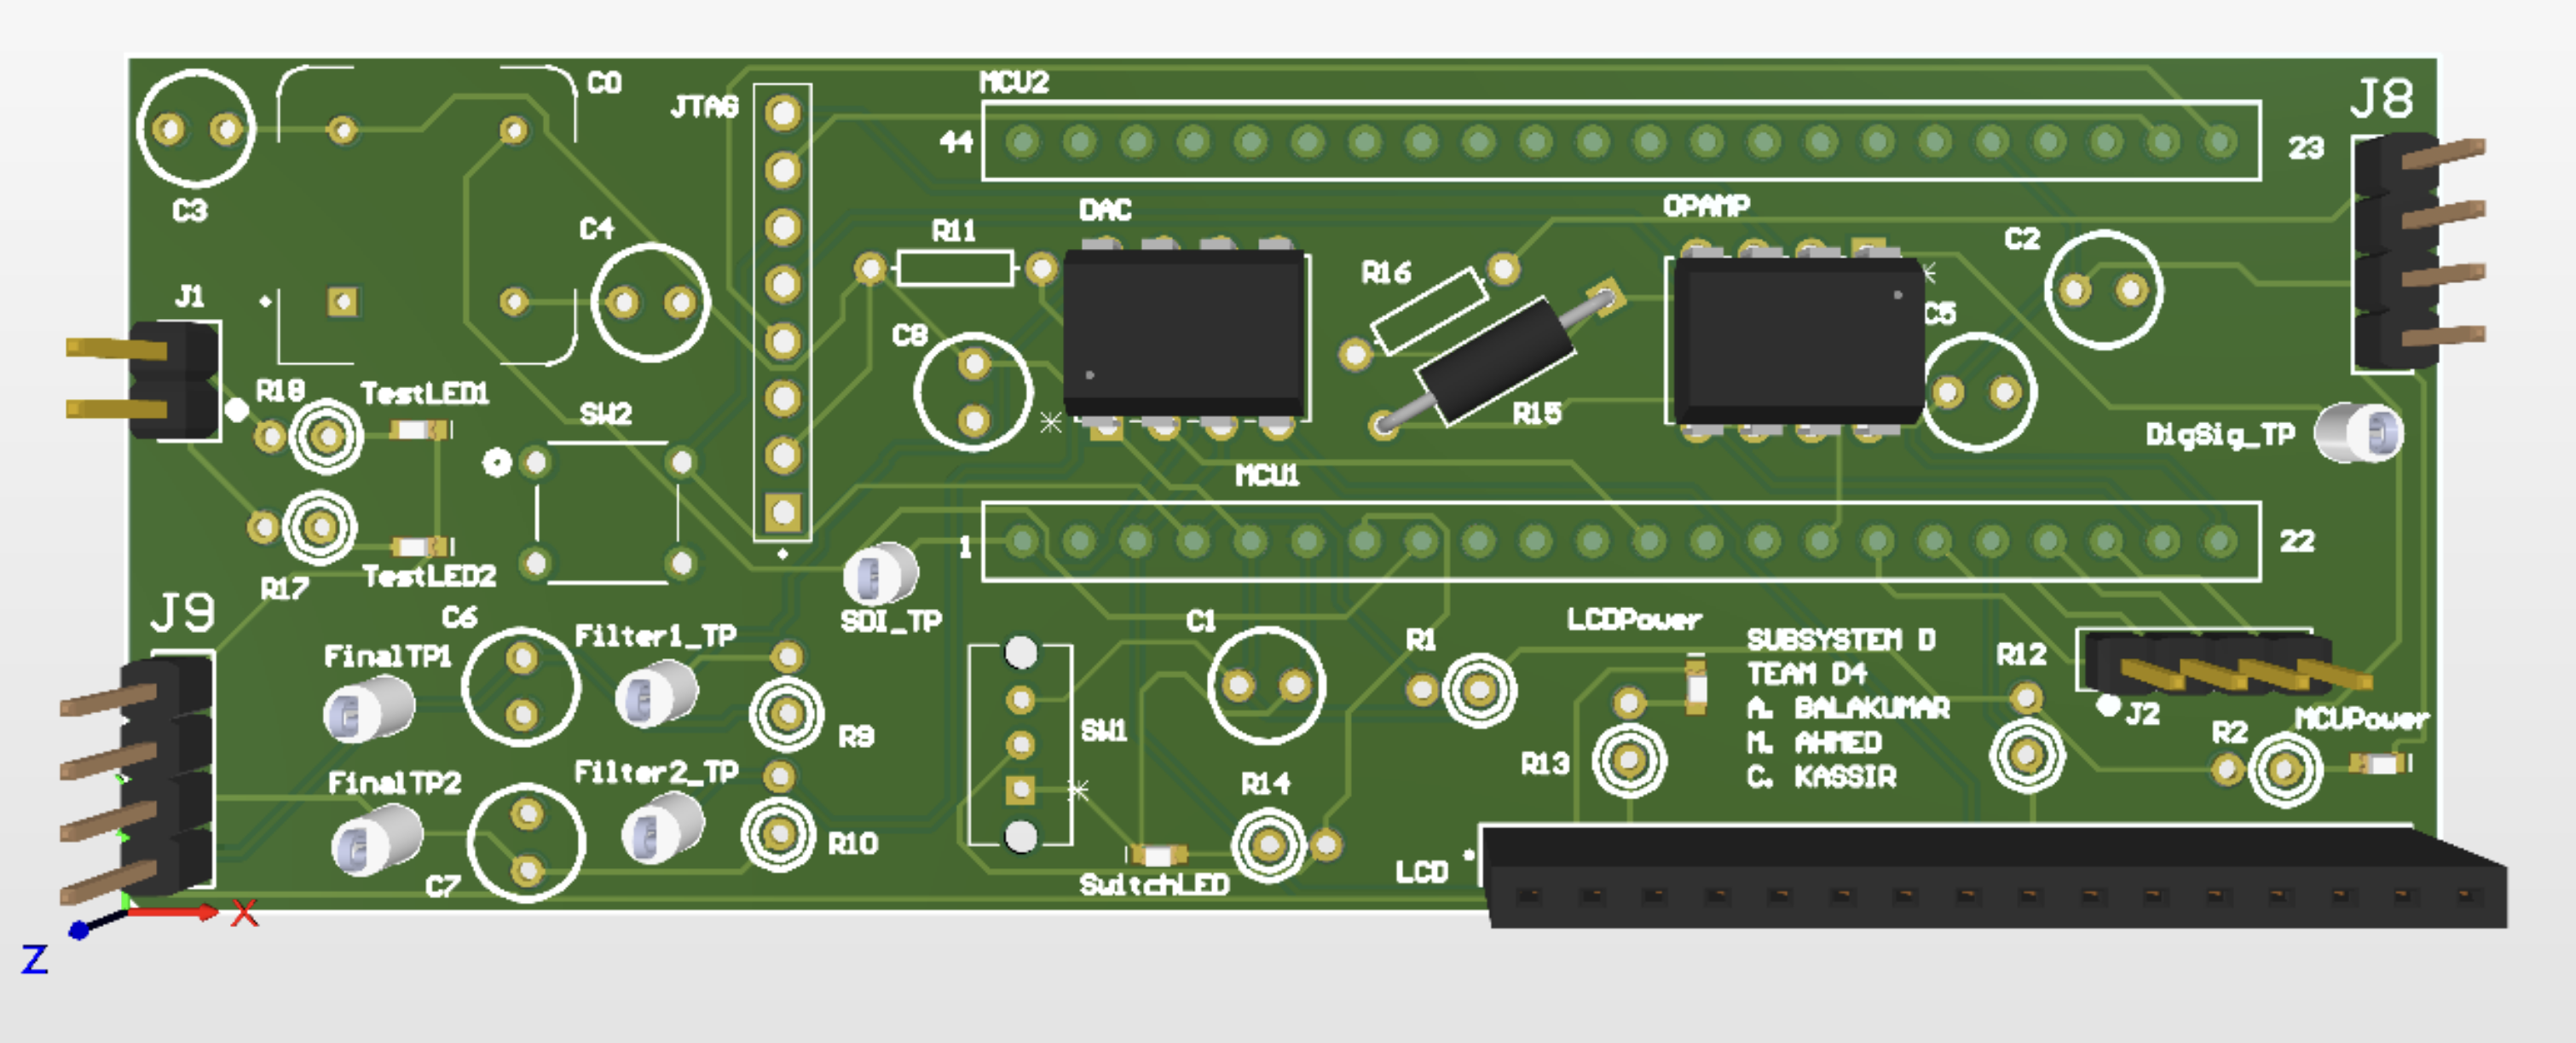 C0
MCU2
J8
JTAG
44
23
C3
DAC
OPAMP
C4
R11
C2
R16
J1
C5
C8
R18
TestLED1
SW2
R15
DigSig_TP
MCU1
1
22
R17
TestLED2
J9
C6
SDI_TP
C1
LCDPower
Filter1_TP
R1
SUBSYSTEM D
TEAM D4
A. BALAKUMAR
M. AHMED
C. KASSIR
R12
FinalTP1
J2
MCUPower
R9
SW1
R2
R13
Filter2_TP
FinalTP2
R14
R10
LCD
C7
SwitchLED
X
Z